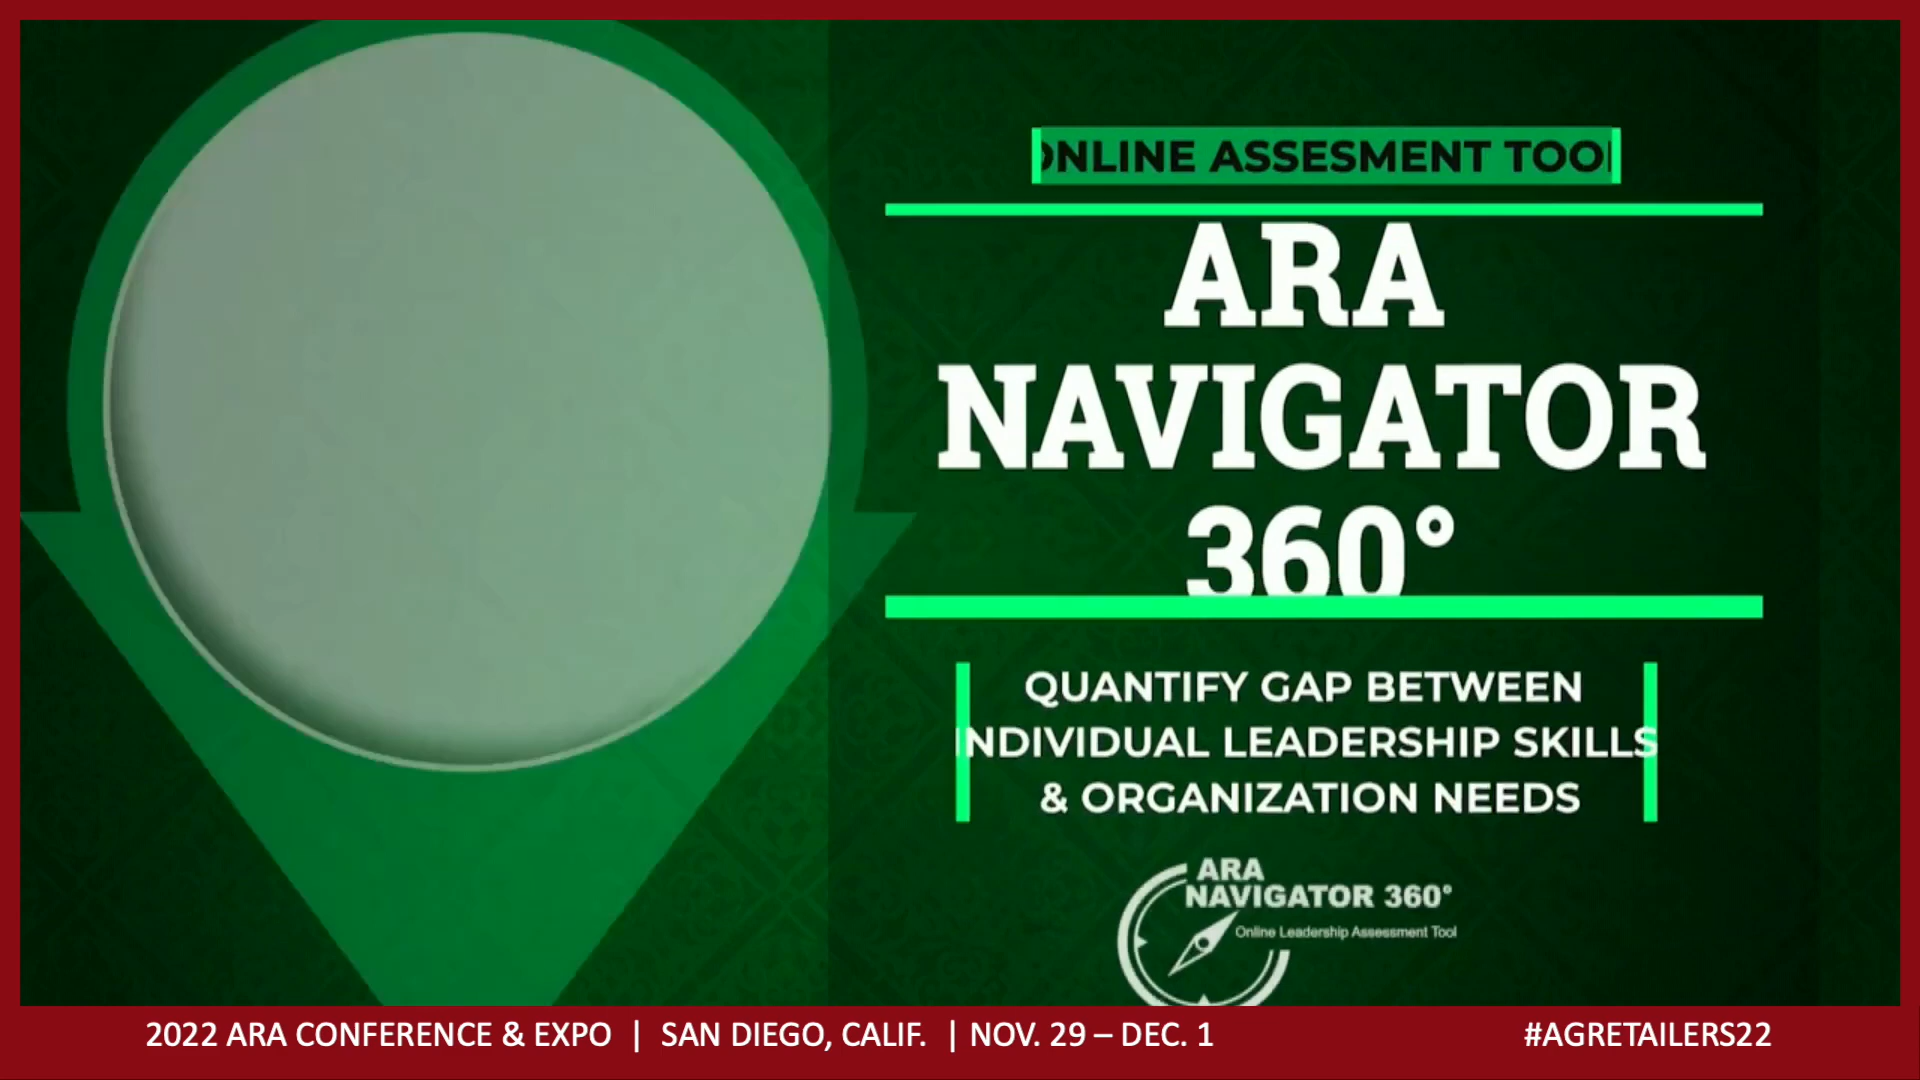 ONLINE ASSESMENT TOOL
ARA
NAVIGATOR
360°
QUANTIFY GAP BETWEEN
INDIVIDUAL LEADERSHIP SKILLS
& ORGANIZATION NEEDS
ARA
NAVIGATOR 360°
Online Leadership Assessment Tool
2022 ARA CONFERENCE & EXPO | SAN DIEGO, CALIF. | NOV. 29 – DEC. 1 #AGRETAILERS22